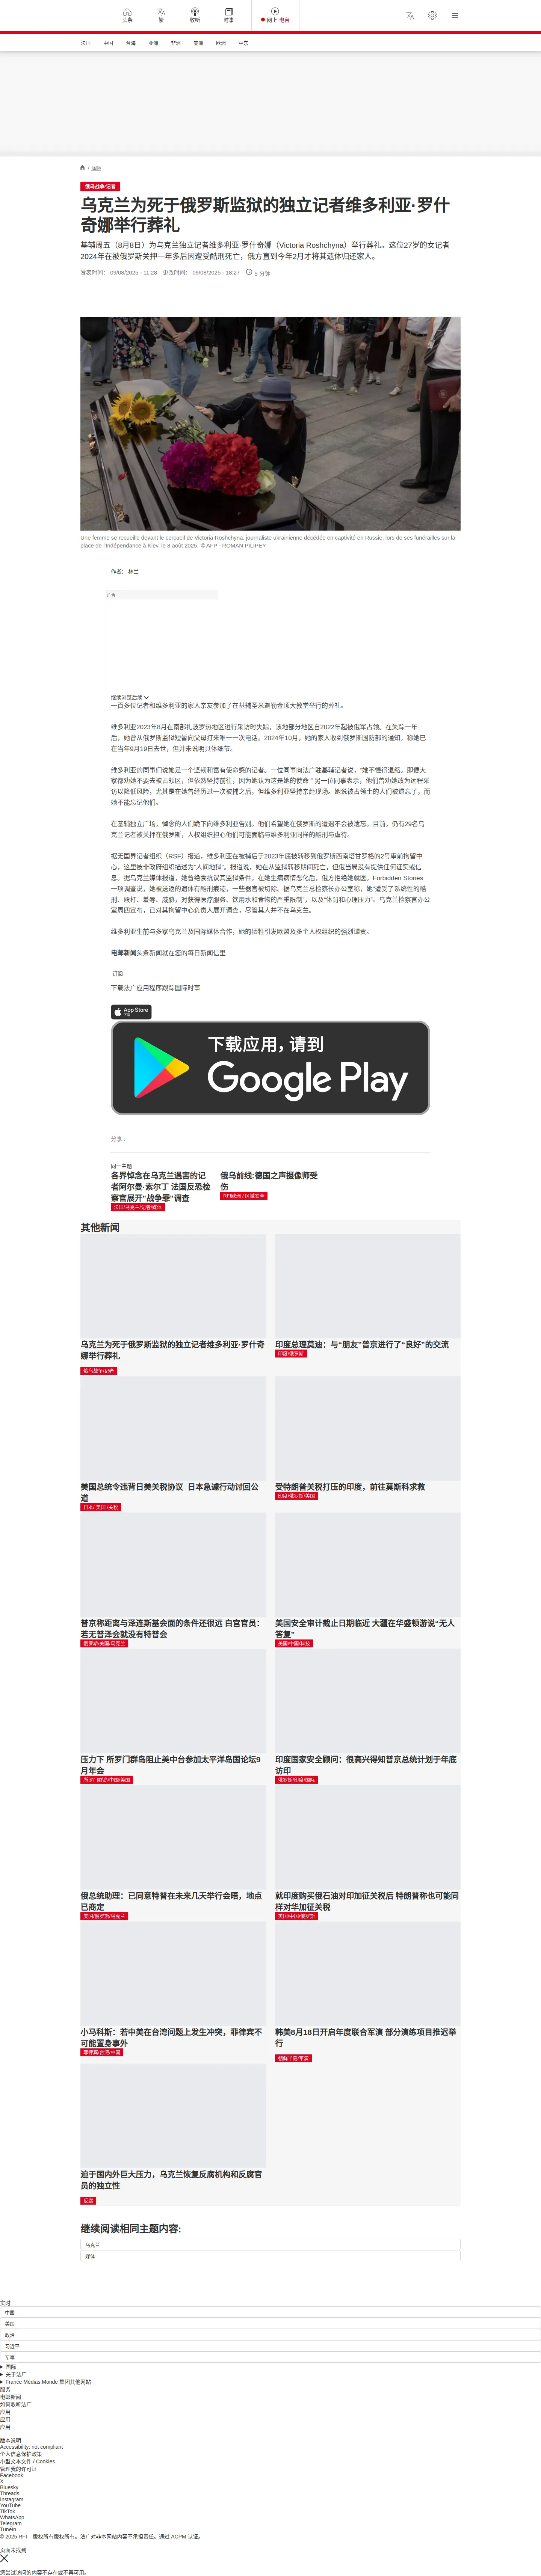 头条
繁
收听
时事
网上 电台
法国
中国
台海
亚洲
非洲
美洲
欧洲
中东
/ 国际
俄乌战争/记者
乌克兰为死于俄罗斯监狱的独立记者维多利亚·罗什
奇娜举行葬礼
基辅周五（8月8日）为乌克兰独立记者维多利亚·罗什奇娜（Victoria Roshchyna）举行葬礼。这位27岁的女记者
2024年在被俄罗斯关押一年多后因遭受酷刑死亡，俄方直到今年2月才将其遗体归还家人。
发表时间： 09/08/2025 - 11:28 更改时间： 09/08/2025 - 18:27 5 分钟
Une femme se recueille devant le cercueil de Victoria Roshchyna, journaliste ukrainienne décédée en captivité en Russie, lors de ses funérailles sur la
place de l'Indépendance à Kiev, le 8 août 2025. © AFP - ROMAN PILIPEY
作者： 林兰
广告
继续浏览后续
一百多位记者和维多利亚的家人亲友参加了在基辅圣米迦勒金顶大教堂举行的葬礼。
维多利亚2023年8月在南部扎波罗热地区进行采访时失踪，该地部分地区自2022年起被俄军占领。在失踪一年
后，她曾从俄罗斯监狱短暂向父母打来唯一一次电话。2024年10月，她的家人收到俄罗斯国防部的通知，称她已
在当年9月19日去世，但并未说明具体细节。
维多利亚的同事们说她是一个坚韧和富有使命感的记者。一位同事向法广驻基辅记者说，“她不懂得退缩。即便大
家都劝她不要去被占领区，但依然坚持前往，因为她认为这是她的使命 ” 另一位同事表示，他们曾劝她改为远程采
访以降低风险，尤其是在她曾经历过一次被捕之后，但维多利亚坚持亲赴现场。她说被占领土的人们被遗忘了，而
她不能忘记他们。
在基辅独立广场，悼念的人们跪下向维多利亚告别。他们希望她在俄罗斯的遭遇不会被遗忘。目前，仍有29名乌
克兰记者被关押在俄罗斯，人权组织担心他们可能面临与维多利亚同样的酷刑与虐待。
据无国界记者组织（RSF）报道，维多利亚在被捕后于2023年底被转移到俄罗斯西南塔甘罗格的2号审前拘留中
心，这里被非政府组织描述为“人间地狱”。报道说，她在从监狱转移期间死亡，但俄当局没有提供任何证实或信
息。据乌克兰媒体报道，她曾绝食抗议其监狱条件，在她生病病情恶化后，俄方拒绝她就医。Forbidden Stories
一项调查说，她被送返的遗体有酷刑痕迹，一些器官被切除。据乌克兰总检察长办公室称，她“遭受了系统性的酷
刑、殴打、羞辱、威胁，对获得医疗服务、饮用水和食物的严重限制”，以及“体罚和心理压力”。乌克兰检察官办公
室周四宣布，已对其拘留中心负责人展开调查，尽管其人并不在乌克兰。
维多利亚生前与多家乌克兰及国际媒体合作，她的牺牲引发欧盟及多个人权组织的强烈谴责。
电邮新闻头条新闻就在您的每日新闻信里
订阅
下载法广应用程序跟踪国际时事
App Store
下载
下载应用，请到
Google Play
分享 :
同一主题
各界悼念在乌克兰遇害的记
者阿尔曼·索尔丁 法国反恐检
察官展开"战争罪"调查
法国/乌克兰/记者/媒体
俄乌前线:德国之声摄像师受
伤
RFI欧洲 / 区域安全
其他新闻
乌克兰为死于俄罗斯监狱的独立记者维多利亚·罗什奇
娜举行葬礼
俄乌战争/记者
印度总理莫迪：与“朋友”普京进行了“良好”的交流
印度/俄罗斯
美国总统令违背日美关税协议 日本急遽行动讨回公
道
日本/ 美国 /关税
受特朗普关税打压的印度，前往莫斯科求救
印度/俄罗斯/美国
普京称距离与泽连斯基会面的条件还很远 白宫官员：
若无普泽会就没有特普会
俄罗斯/美国/乌克兰
美国安全审计截止日期临近 大疆在华盛顿游说“无人
答复”
美国/中国/科技
压力下 所罗门群岛阻止美中台参加太平洋岛国论坛9
月年会
所罗门群岛/中国/美国
印度国家安全顾问：很高兴得知普京总统计划于年底
访印
俄罗斯/印度/国际
俄总统助理：已同意特普在未来几天举行会晤，地点
已商定
美国/俄罗斯/乌克兰
就印度购买俄石油对印加征关税后 特朗普称也可能同
样对华加征关税
美国/中国/俄罗斯
小马科斯：若中美在台湾问题上发生冲突，菲律宾不
可能置身事外
菲律宾/台湾/中国
韩美8月18日开启年度联合军演 部分演练项目推迟举
行
朝鲜半岛/军演
迫于国内外巨大压力，乌克兰恢复反腐机构和反腐官
员的独立性
反腐
继续阅读相同主题内容:
乌克兰
媒体
实时
中国
美国
政治
习近平
军事
国际
关于法广
France Médias Monde 集团其他网站
服务
电邮新闻
如何收听法广
应用
应用
应用
版本说明
Accessibility: not compliant
个人信息保护政策
小型文本文件 / Cookies
管理我的许可证
Facebook
X
Bluesky
Threads
Instagram
YouTube
TikTok
WhatsApp
Telegram
TuneIn
© 2025 RFI – 版权所有版权所有。法广对非本网站内容不承担责任。通过 ACPM 认证。
页面未找到
您尝试访问的内容不存在或不再可用。